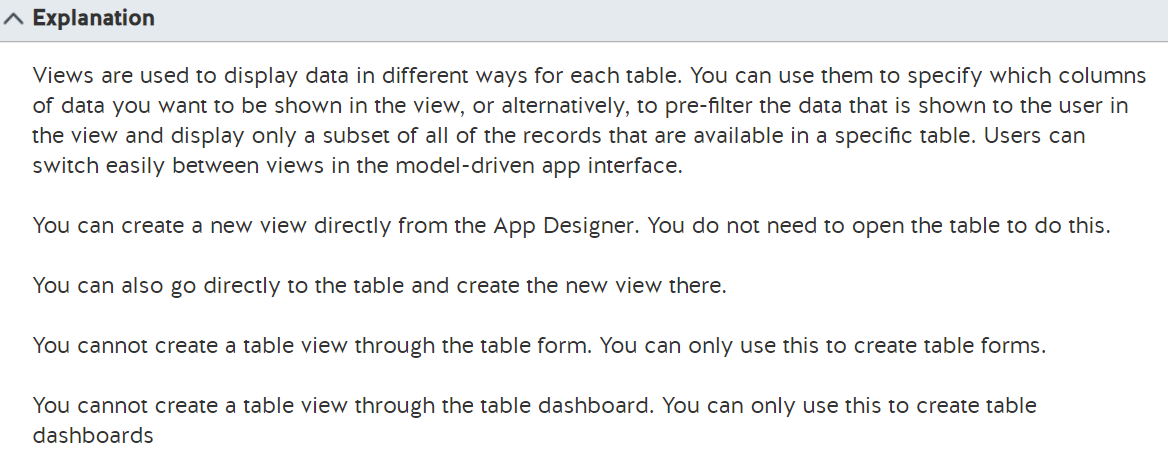 Explanation
Views are used to display data in different ways for each table. You can use them to specify which columns
of data you want to be shown in the view, or alternatively, to pre-filter the data that is shown to the user in
the view and display only a subset of all of the records that are available in a specific table. Users can
switch easily between views in the model-driven app interface.
You can create a new view directly from the App Designer. You do not need to open the table to do this.
You can also go directly to the table and create the new view there.
You cannot create a table view through the table form. You can only use this to create table forms.
You cannot create a table view through the table dashboard. You can only use this to create table
dashboards